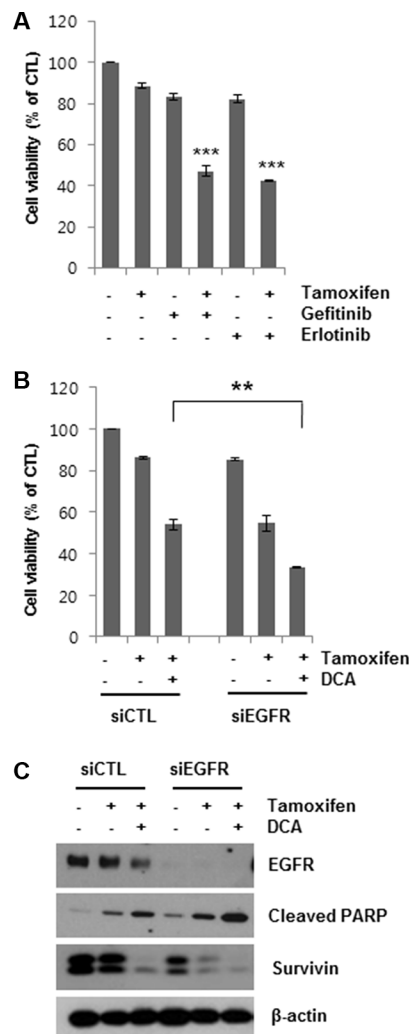 A
Cell viability (% of CTL)
120
100
80
60
40
20
0
***
***
- + - + - + Tamoxifen
- - + + - - Gefitinib
- - - - + + Erlotinib
B
Cell viability (% of CTL)
120
100
80
60
40
20
0
**
- + + - + + Tamoxifen
- - + - - + DCA
siCTL siEGFR
C
siCTL siEGFR
- + + - + + Tamoxifen
- - + - - + DCA
EGFR
Cleaved PARP
Survivin
β-actin